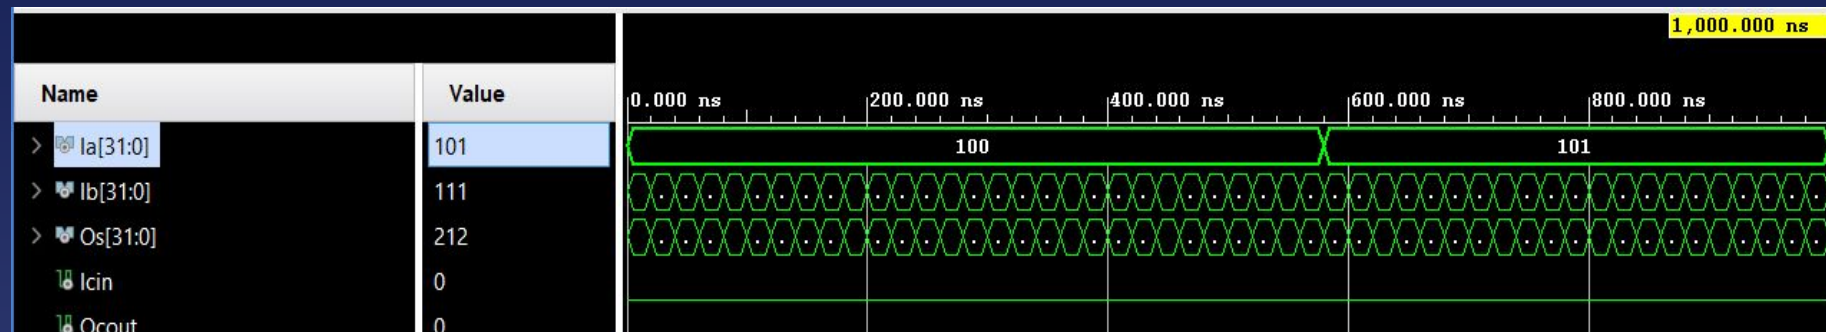 1,000.000 ns
Name Value 0.000 ns 200.000 ns 400.000 ns 600.000 ns 800.000 ns
Ia[31:0] 101 100 101
Ib[31:0] 111
Os[31:0] 212
Icin 0
Ocout 0